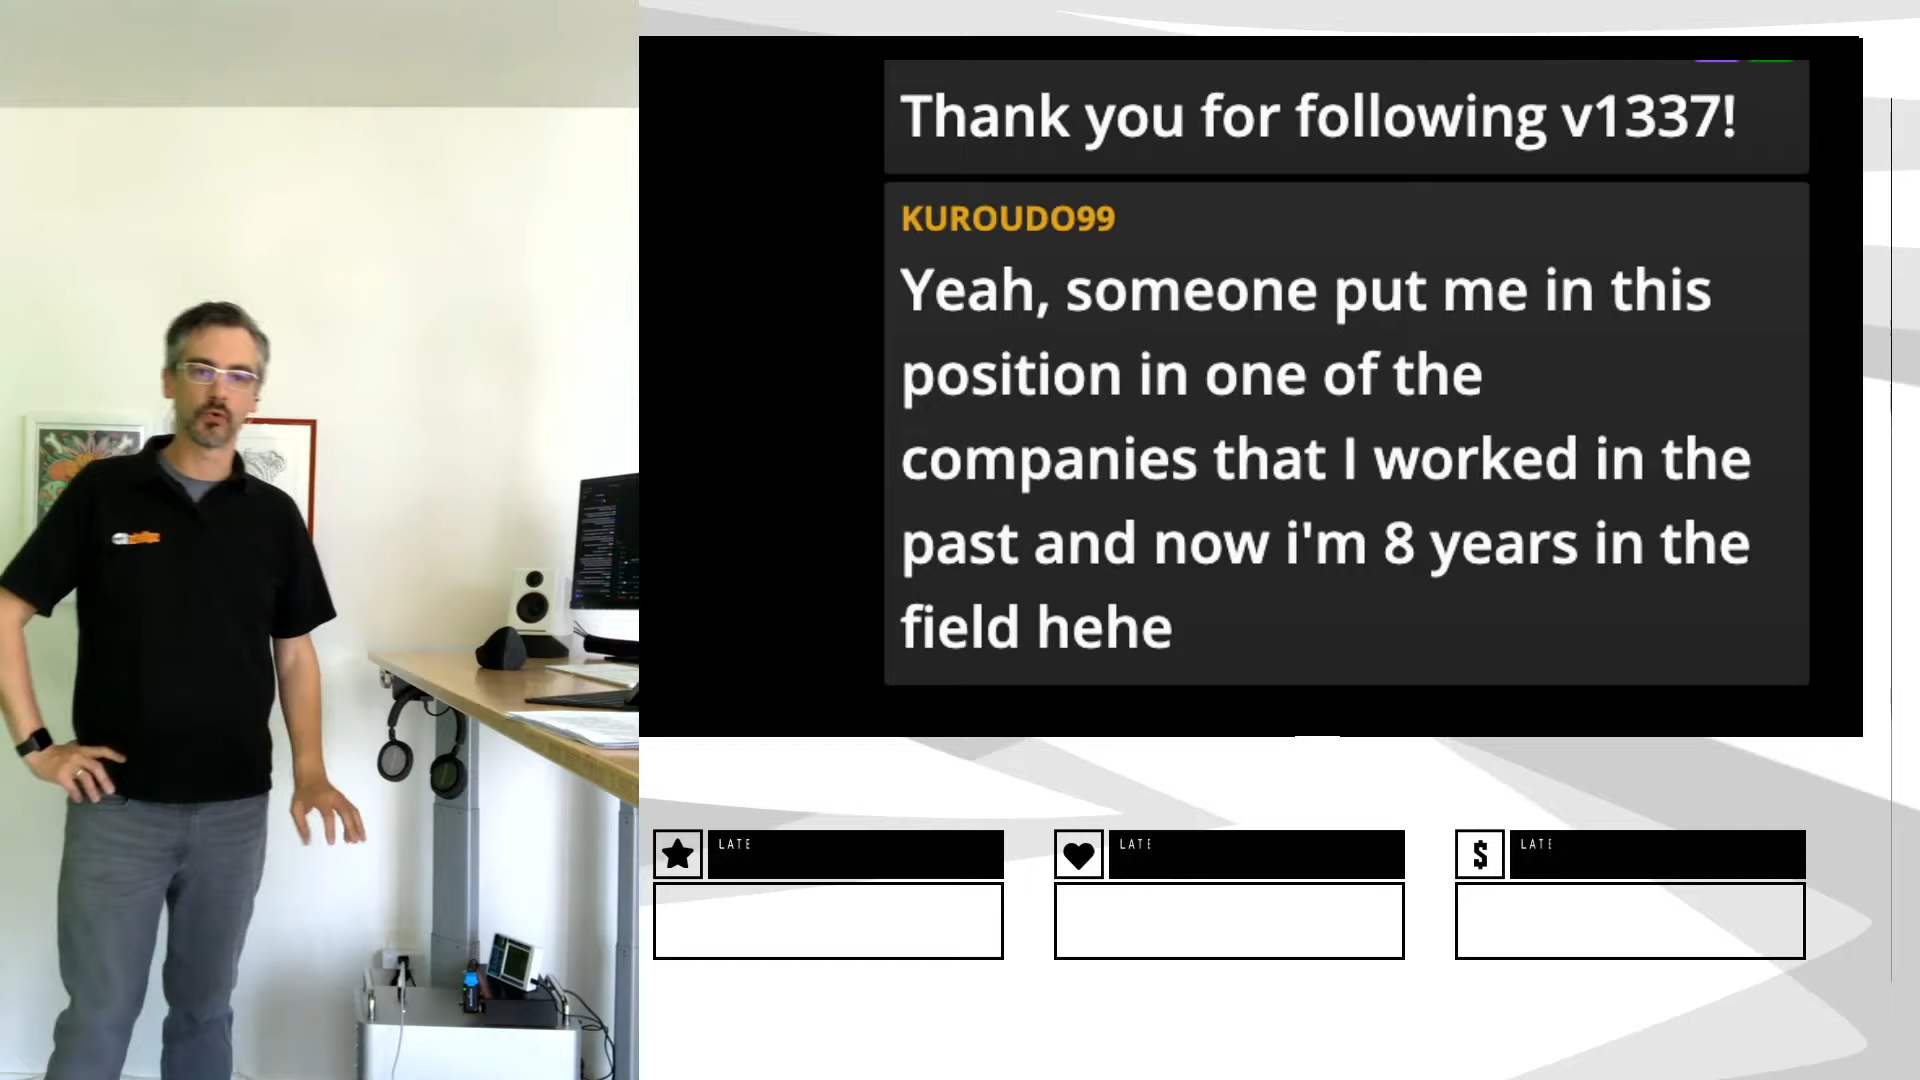 Thank you for following v1337!
KUROUDO99
Yeah, someone put me in this
position in one of the
companies that I worked in the
past and now i'm 8 years in the
field hehe
LATE
LATE
LATE
$